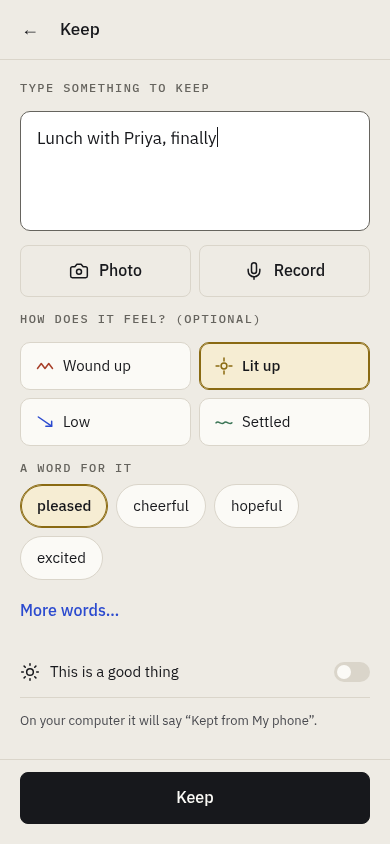 ← Keep
TYPE SOMETHING TO KEEP
Lunch with Priya, finally
Photo
Record
HOW DOES IT FEEL? (OPTIONAL)
Wound up
Lit up
Low
Settled
A WORD FOR IT
pleased
cheerful
hopeful
excited
More words...
This is a good thing
On your computer it will say “Kept from My phone”.
Keep